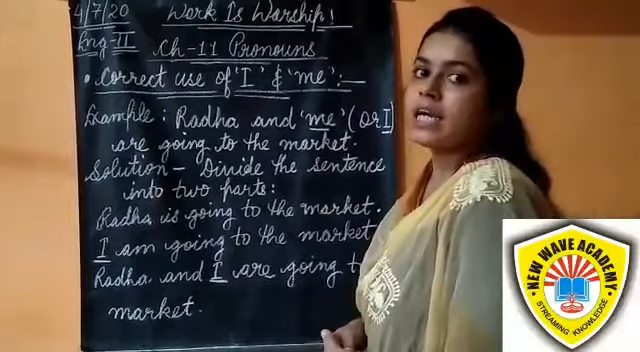 4/7/20
Work Is Worship!
Eng-II
Ch-11 Pronouns
• Correct use of 'I' & 'me':—
Example: Radha and 'me' (or I)
are going to the market.
Solution - Divide the sentence
into two parts:
Radha is going to the market.
I am going to the market
Radha and I are going t
market.
NEW WAVE ACADEMY
STREAMING KNOWLEDGE